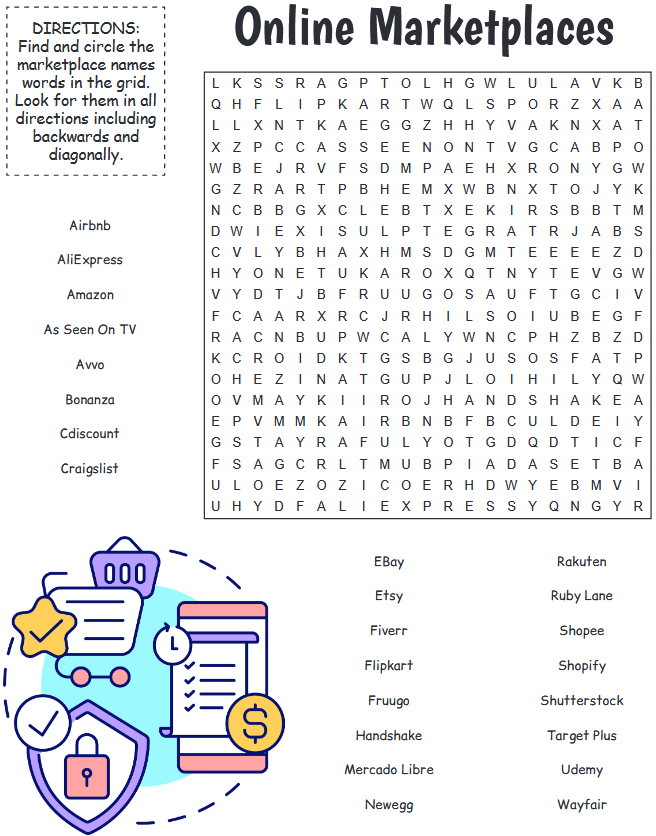 DIRECTIONS:
Find and circle the
marketplace names
words in the grid.
Look for them in all
directions including
backwards and
diagonally.
Online Marketplaces
L K S S R A G P T O L H G W L U L A V K B
Q H F L I P K A R T W Q L S P O R Z X A A
L L X N T K A E G G Z H H Y V A K N X A T
X Z P C C A S S E E N O N T V G C A B P O
W B E J R V F S D M P A E H X R O N Y G W
G Z R A R T P B H E M X W B N X T O J Y K
N C B B G X C L E B T X E K I R S B B T M
D W I E X I S U L P T E G R A T R J A B S
C V L Y B H A X H M S D G M T E E E E Z D
H Y O N E T U K A R O X Q T N Y T E V G W
V Y D T J B F R U U G O S A U F T G C I V
F C A A R X R C J R H I L S O I U B E G F
R A C N B U P W C A L Y W N C P H Z B Z D
K C R O I D K T G S B G J U S O S F A T P
O H E Z I N A T G U P J L O I H I L Y Q W
O V M A Y K I I R O J H A N D S H A K E A
E P V M M K A I R B N B F B C U L D E I Y
G S T A Y R A F U L Y O T G D Q D T I C F
F S A G C R L T M U B P I A D A S E T B A
U L O E Z O Z I C O E R H D W Y E B M V I
U H Y D F A L I E X P R E S S Y Q N G Y R
Airbnb
AliExpress
Amazon
As Seen On TV
Avvo
Bonanza
Cdiscount
Craigslist
EBay
Etsy
Fiverr
Flipkart
Fruugo
Handshake
Mercado Libre
Newegg
Rakuten
Ruby Lane
Shopee
Shopify
Shutterstock
Target Plus
Udemy
Wayfair